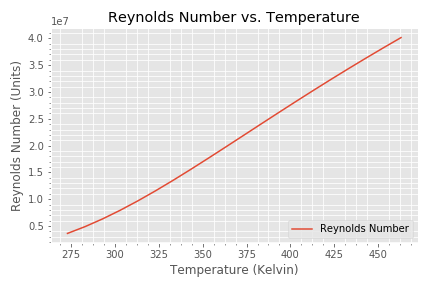 Reynolds Number vs. Temperature
1e7
4.0
3.5
3.0
2.5
2.0
1.5
1.0
0.5
Reynolds Number (Units)
Reynolds Number
275 300 325 350 375 400 425 450
Temperature (Kelvin)